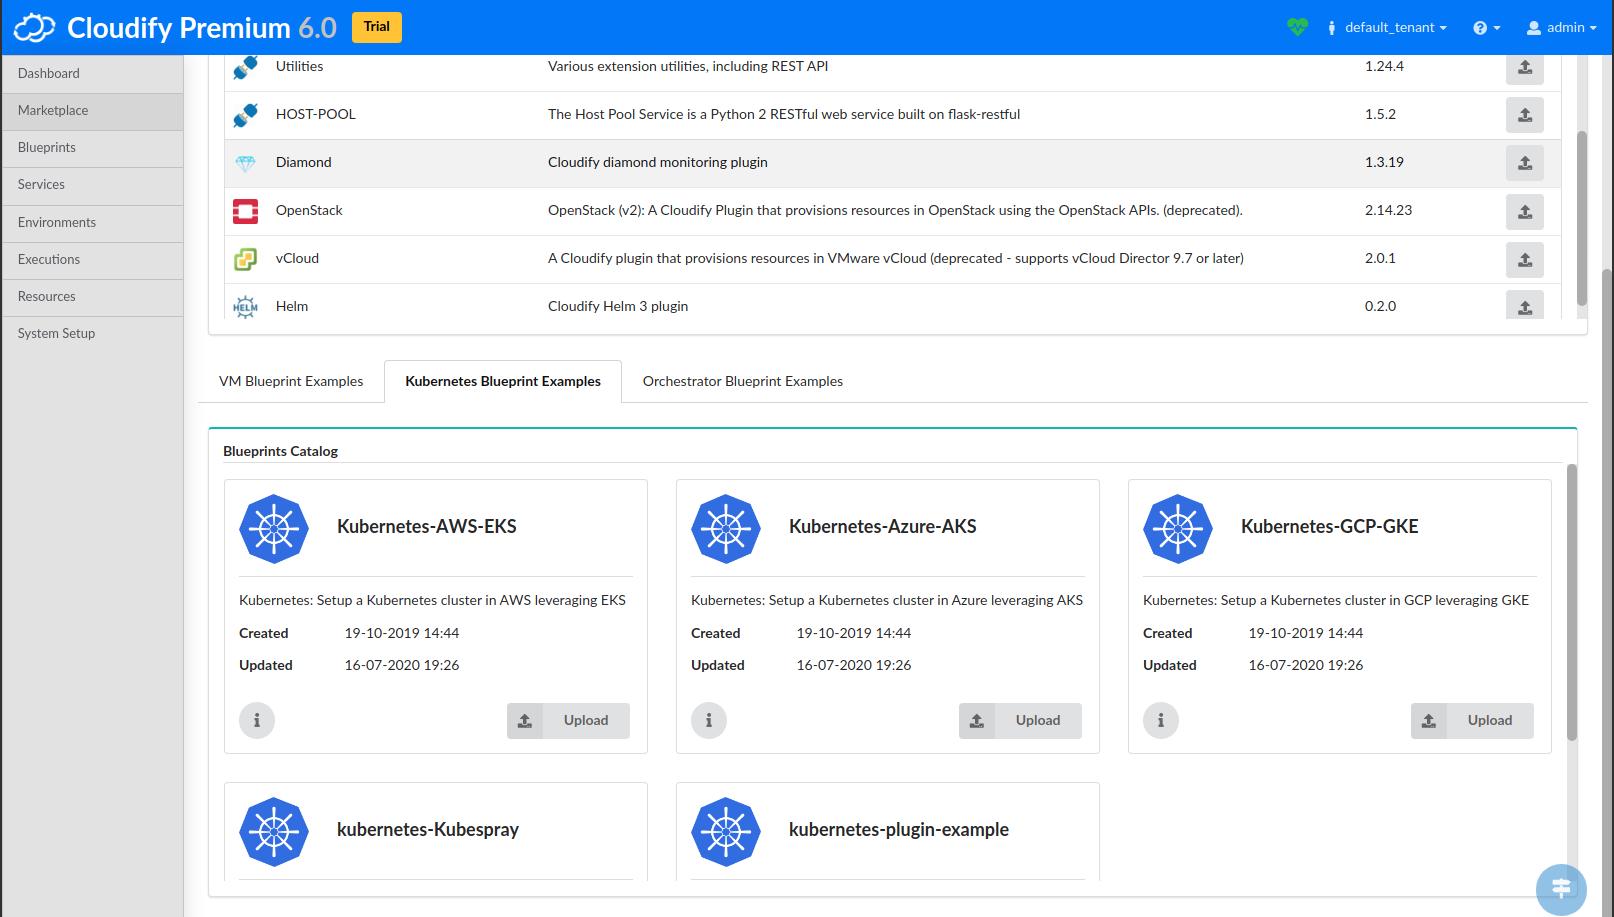 Cloudify Premium 6.0 Trial default_tenant admin
Dashboard
Marketplace
Blueprints
Services
Environments
Executions
Resources
System Setup
Utilities Various extension utilities, including REST API 1.24.4
HOST-POOL The Host Pool Service is a Python 2 RESTful web service built on flask-restful 1.5.2
Diamond Cloudify diamond monitoring plugin 1.3.19
OpenStack OpenStack (v2): A Cloudify Plugin that provisions resources in OpenStack using the OpenStack APIs. (deprecated). 2.14.23
vCloud A Cloudify plugin that provisions resources in VMware vCloud (deprecated - supports vCloud Director 9.7 or later) 2.0.1
HELM Helm Cloudify Helm 3 plugin 0.2.0
VM Blueprint Examples Kubernetes Blueprint Examples Orchestrator Blueprint Examples
Blueprints Catalog
Kubernetes-AWS-EKS
Kubernetes: Setup a Kubernetes cluster in AWS leveraging EKS
Created 19-10-2019 14:44
Updated 16-07-2020 19:26
Upload
Kubernetes-Azure-AKS
Kubernetes: Setup a Kubernetes cluster in Azure leveraging AKS
Created 19-10-2019 14:44
Updated 16-07-2020 19:26
Upload
Kubernetes-GCP-GKE
Kubernetes: Setup a Kubernetes cluster in GCP leveraging GKE
Created 19-10-2019 14:44
Updated 16-07-2020 19:26
Upload
kubernetes-Kubespray
kubernetes-plugin-example